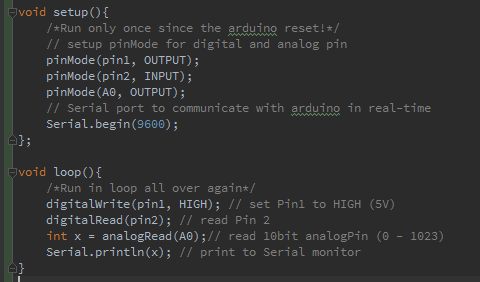 void setup(){
/*Run only once since the arduino reset!*/
// setup pinMode for digital and analog pin
pinMode(pin1, OUTPUT);
pinMode(pin2, INPUT);
pinMode(A0, OUTPUT);
// Serial port to communicate with arduino in real-time
Serial.begin(9600);
};
void loop(){
/*Run in loop all over again*/
digitalWrite(pin1, HIGH); // set Pin1 to HIGH (5V)
digitalRead(pin2); // read Pin 2
int x = analogRead(A0);// read 10bit analogPin (0 - 1023)
Serial.println(x); // print to Serial monitor
}